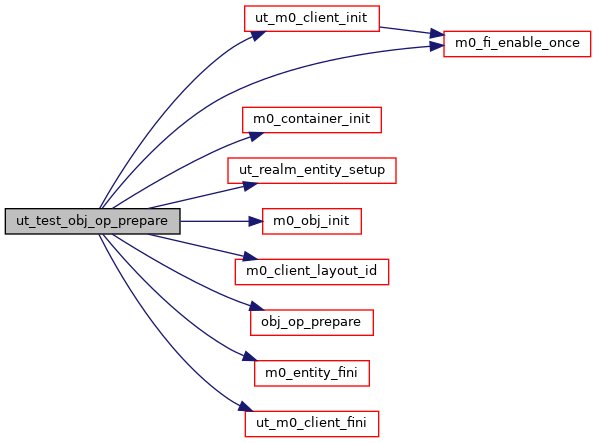 ut_m0_client_init
m0_fi_enable_once
m0_container_init
ut_realm_entity_setup
ut_test_obj_op_prepare
m0_obj_init
m0_client_layout_id
obj_op_prepare
m0_entity_fini
ut_m0_client_fini